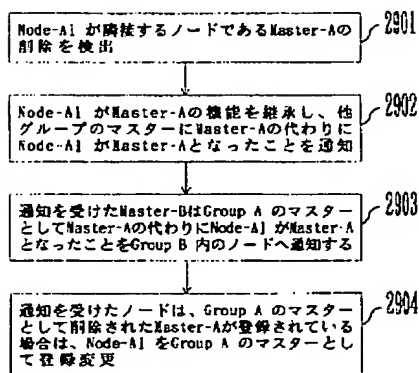 Node-A1 が隣接するノードであるMaster-Aの
削除を検出
2901
Node-A1 がMaster-Aの機能を継承し、他
グループのマスターにMaster-Aの代わりに
Node-A1 がMaster-Aとなったことを通知
2902
通知を受けたMaster-BはGroup A のマスター
としてMaster-Aの代わりにNode-A1 がMaster-A
となったことをGroup B 内のノードへ通知する
2903
通知を受けたノードは、Group A のマスター
として削除されたMaster-Aが登録されている
場合は、Node-A1 をGroup A のマスターとし
て登録変更
2904